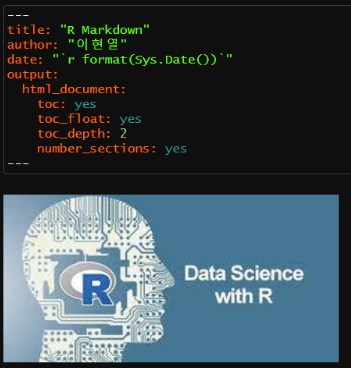 ---
title: "R Markdown"
author: "이현열"
date: "`r format(Sys.Date())`"
output:
  html_document:
    toc: yes
    toc_float: yes
    toc_depth: 2
    number_sections: yes
---
R
Data Science
with R